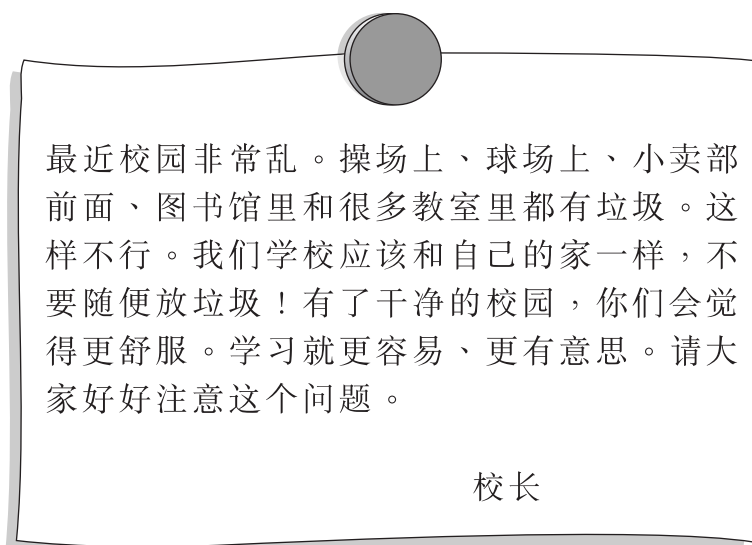 最近校园非常乱。操场上、球场上、小卖部
前面、图书馆里和很多教室里都有垃圾。这
样不行。我们学校应该和自己的家一样，不
要随便放垃圾！有了干净的校园，你们会觉
得更舒服。学习就更容易、更有意思。请大
家好好注意这个问题。
校长